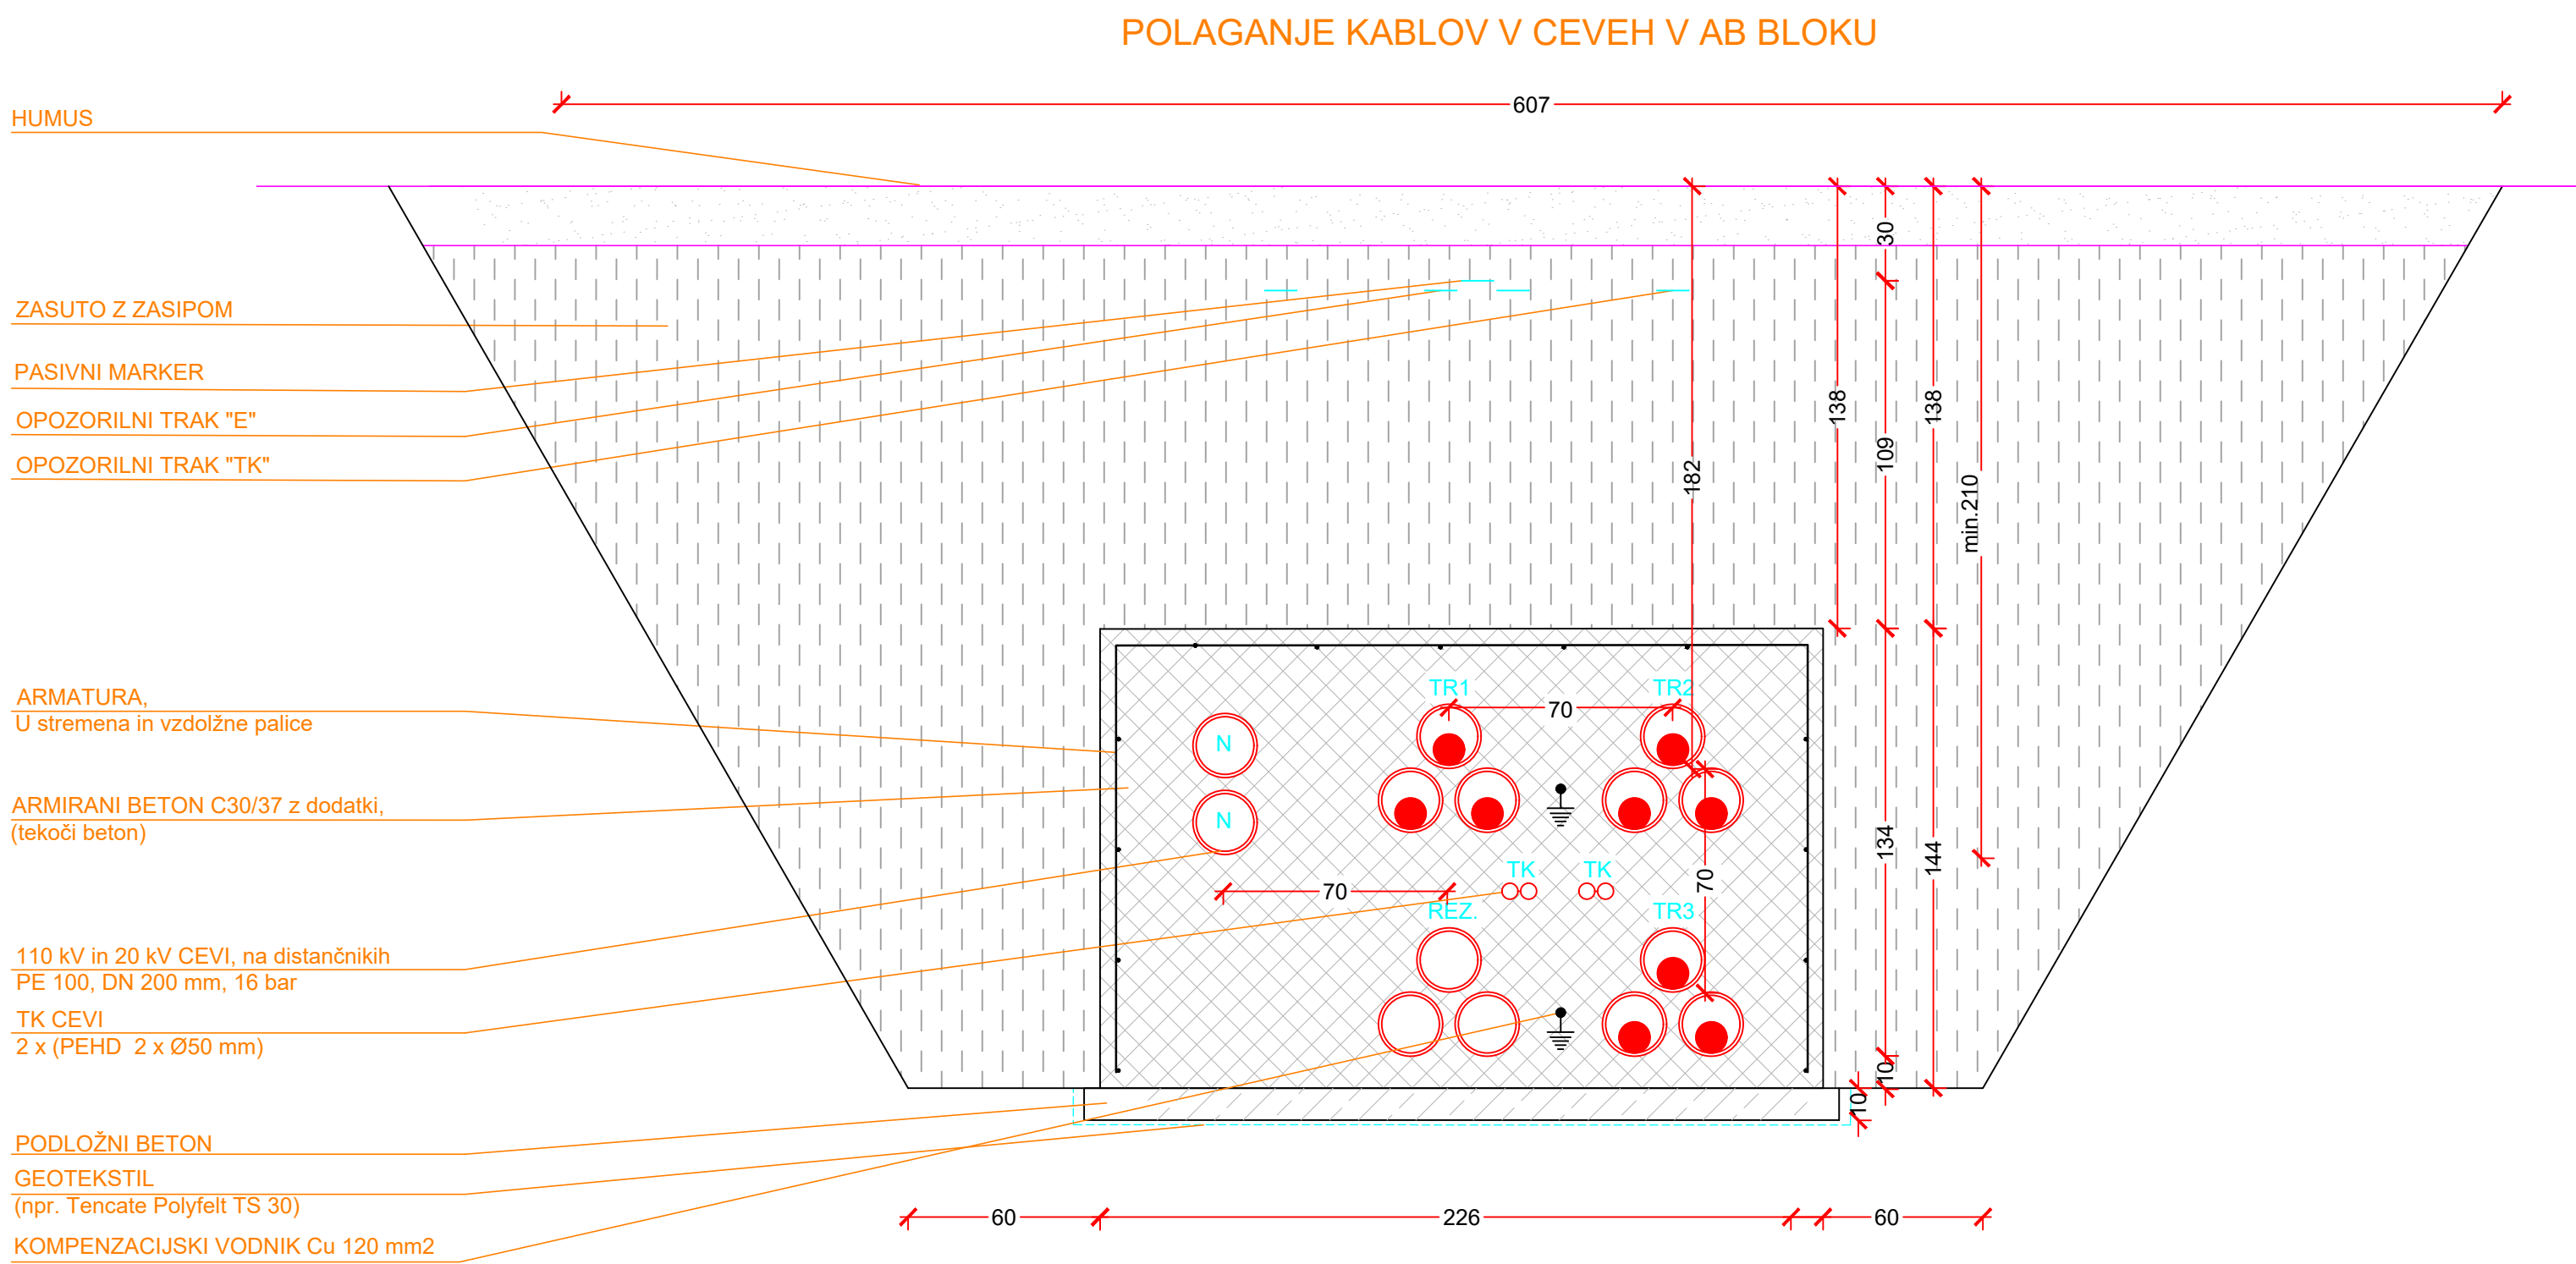 POLAGANJE KABLOV V CEVEH V AB BLOKU
607
HUMUS
30
ZASUTO Z ZASIPOM
PASIVNI MARKER
OPOZORILNI TRAK "E"
OPOZORILNI TRAK "TK"
138
109
138
182
min.210
ARMATURA,
U stremena in vzdolžne palice
TR1
TR2
70
N
ARMIRANI BETON C30/37 z dodatki,
(tekoči beton)
N
134
144
TK
TK
70
70
REZ.
TR3
110 kV in 20 kV CEVI, na distančnikih
PE 100, DN 200 mm, 16 bar
TK CEVI
2 x (PEHD 2 x Ø50 mm)
10
10
PODLOŽNI BETON
GEOTEKSTIL
(npr. Tencate Polyfelt TS 30)
60
226
60
KOMPENZACIJSKI VODNIK Cu 120 mm2